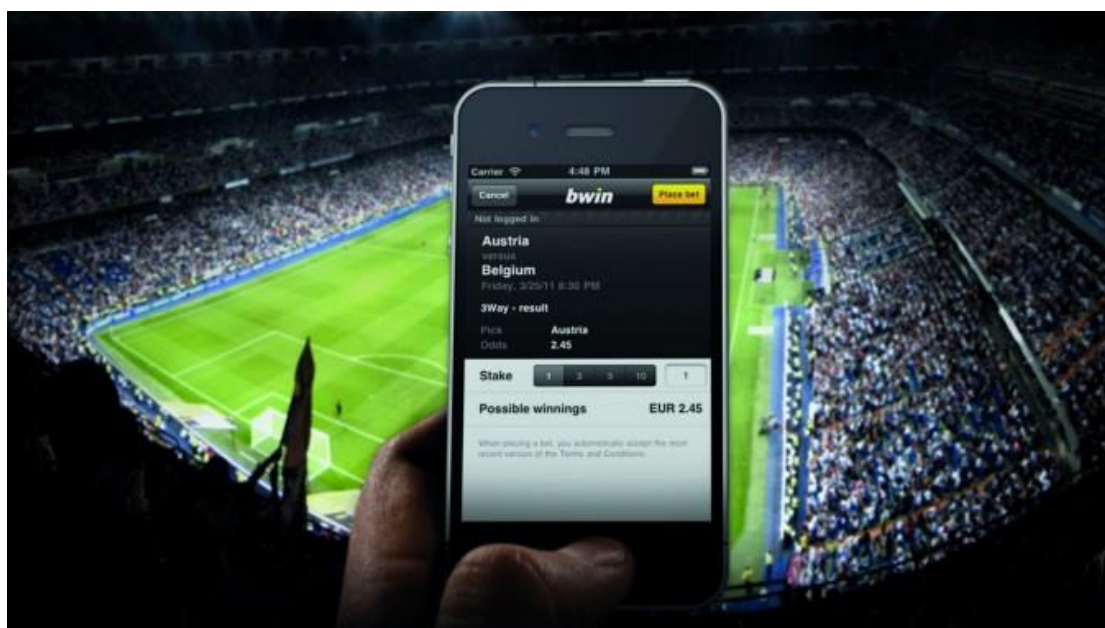 Carrier 4:48 PM
Cancel bwin Place bet
Not logged in
Austria
versus
Belgium
Friday, 3/25/11 8:30 PM
3Way - result
Pick Austria
Odds 2.45
Stake 1 3 5 10 1
Possible winnings EUR 2.45
When placing a bet, you automatically accept the most
recent version of the Terms and Conditions.